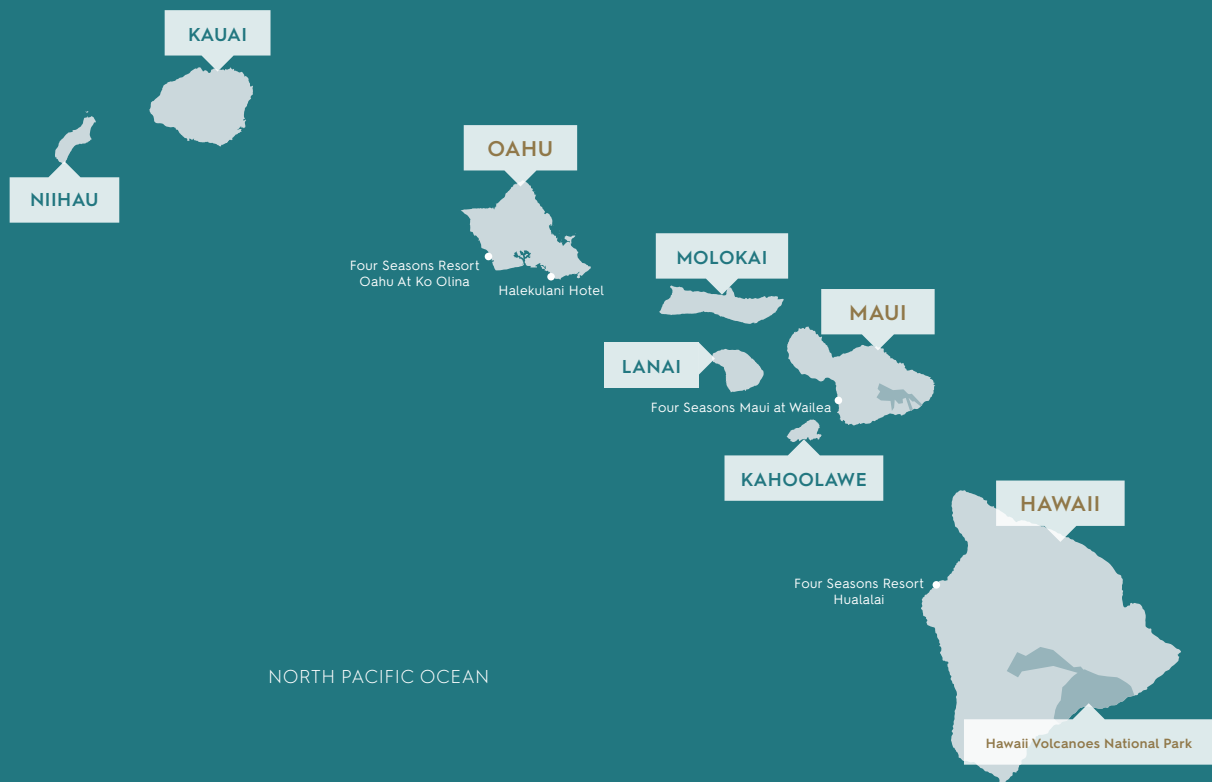 KAUAI
NIIHAU
OAHU
Four Seasons Resort
Oahu At Ko Olina
Halekulani Hotel
MOLOKAI
MAUI
LANAI
Four Seasons Maui at Wailea
KAHOOLAWE
HAWAII
Four Seasons Resort
Hualalai
NORTH PACIFIC OCEAN
Hawaii Volcanoes National Park